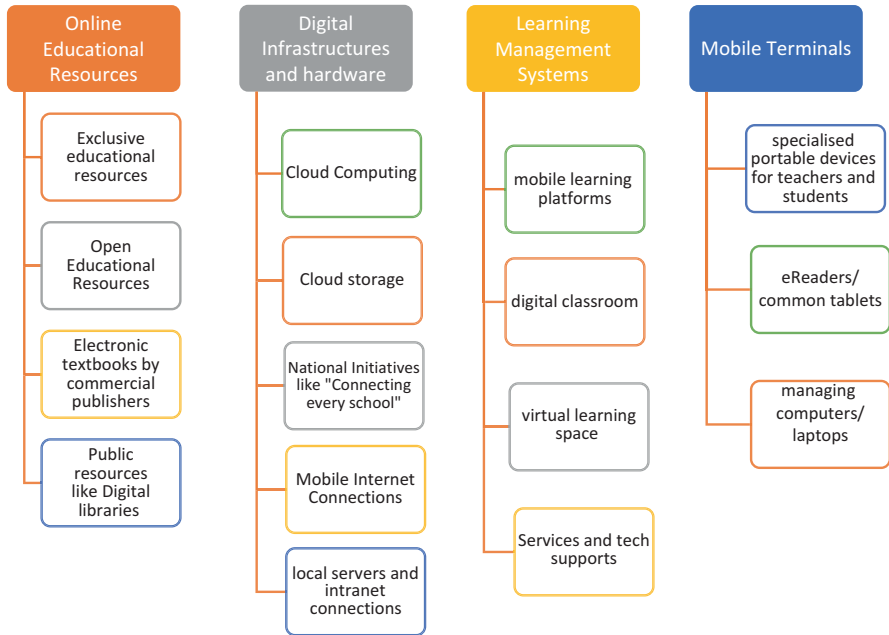 Online
Educational
Resources
Exclusive
educational
resources
Open
Educational
Resources
Electronic
textbooks by
commercial
publishers
Public
resources
like Digital
libraries
Digital
Infrastructures
and hardware
Cloud Computing
Cloud storage
National Initiatives
like "Connecting
every school"
Mobile Internet
Connections
local servers and
intranet
connections
Learning
Management
Systems
mobile learning
platforms
digital classroom
virtual learning
space
Services and tech
supports
Mobile Terminals
specialised
portable devices
for teachers and
students
eReaders/
common tablets
managing
computers/
laptops